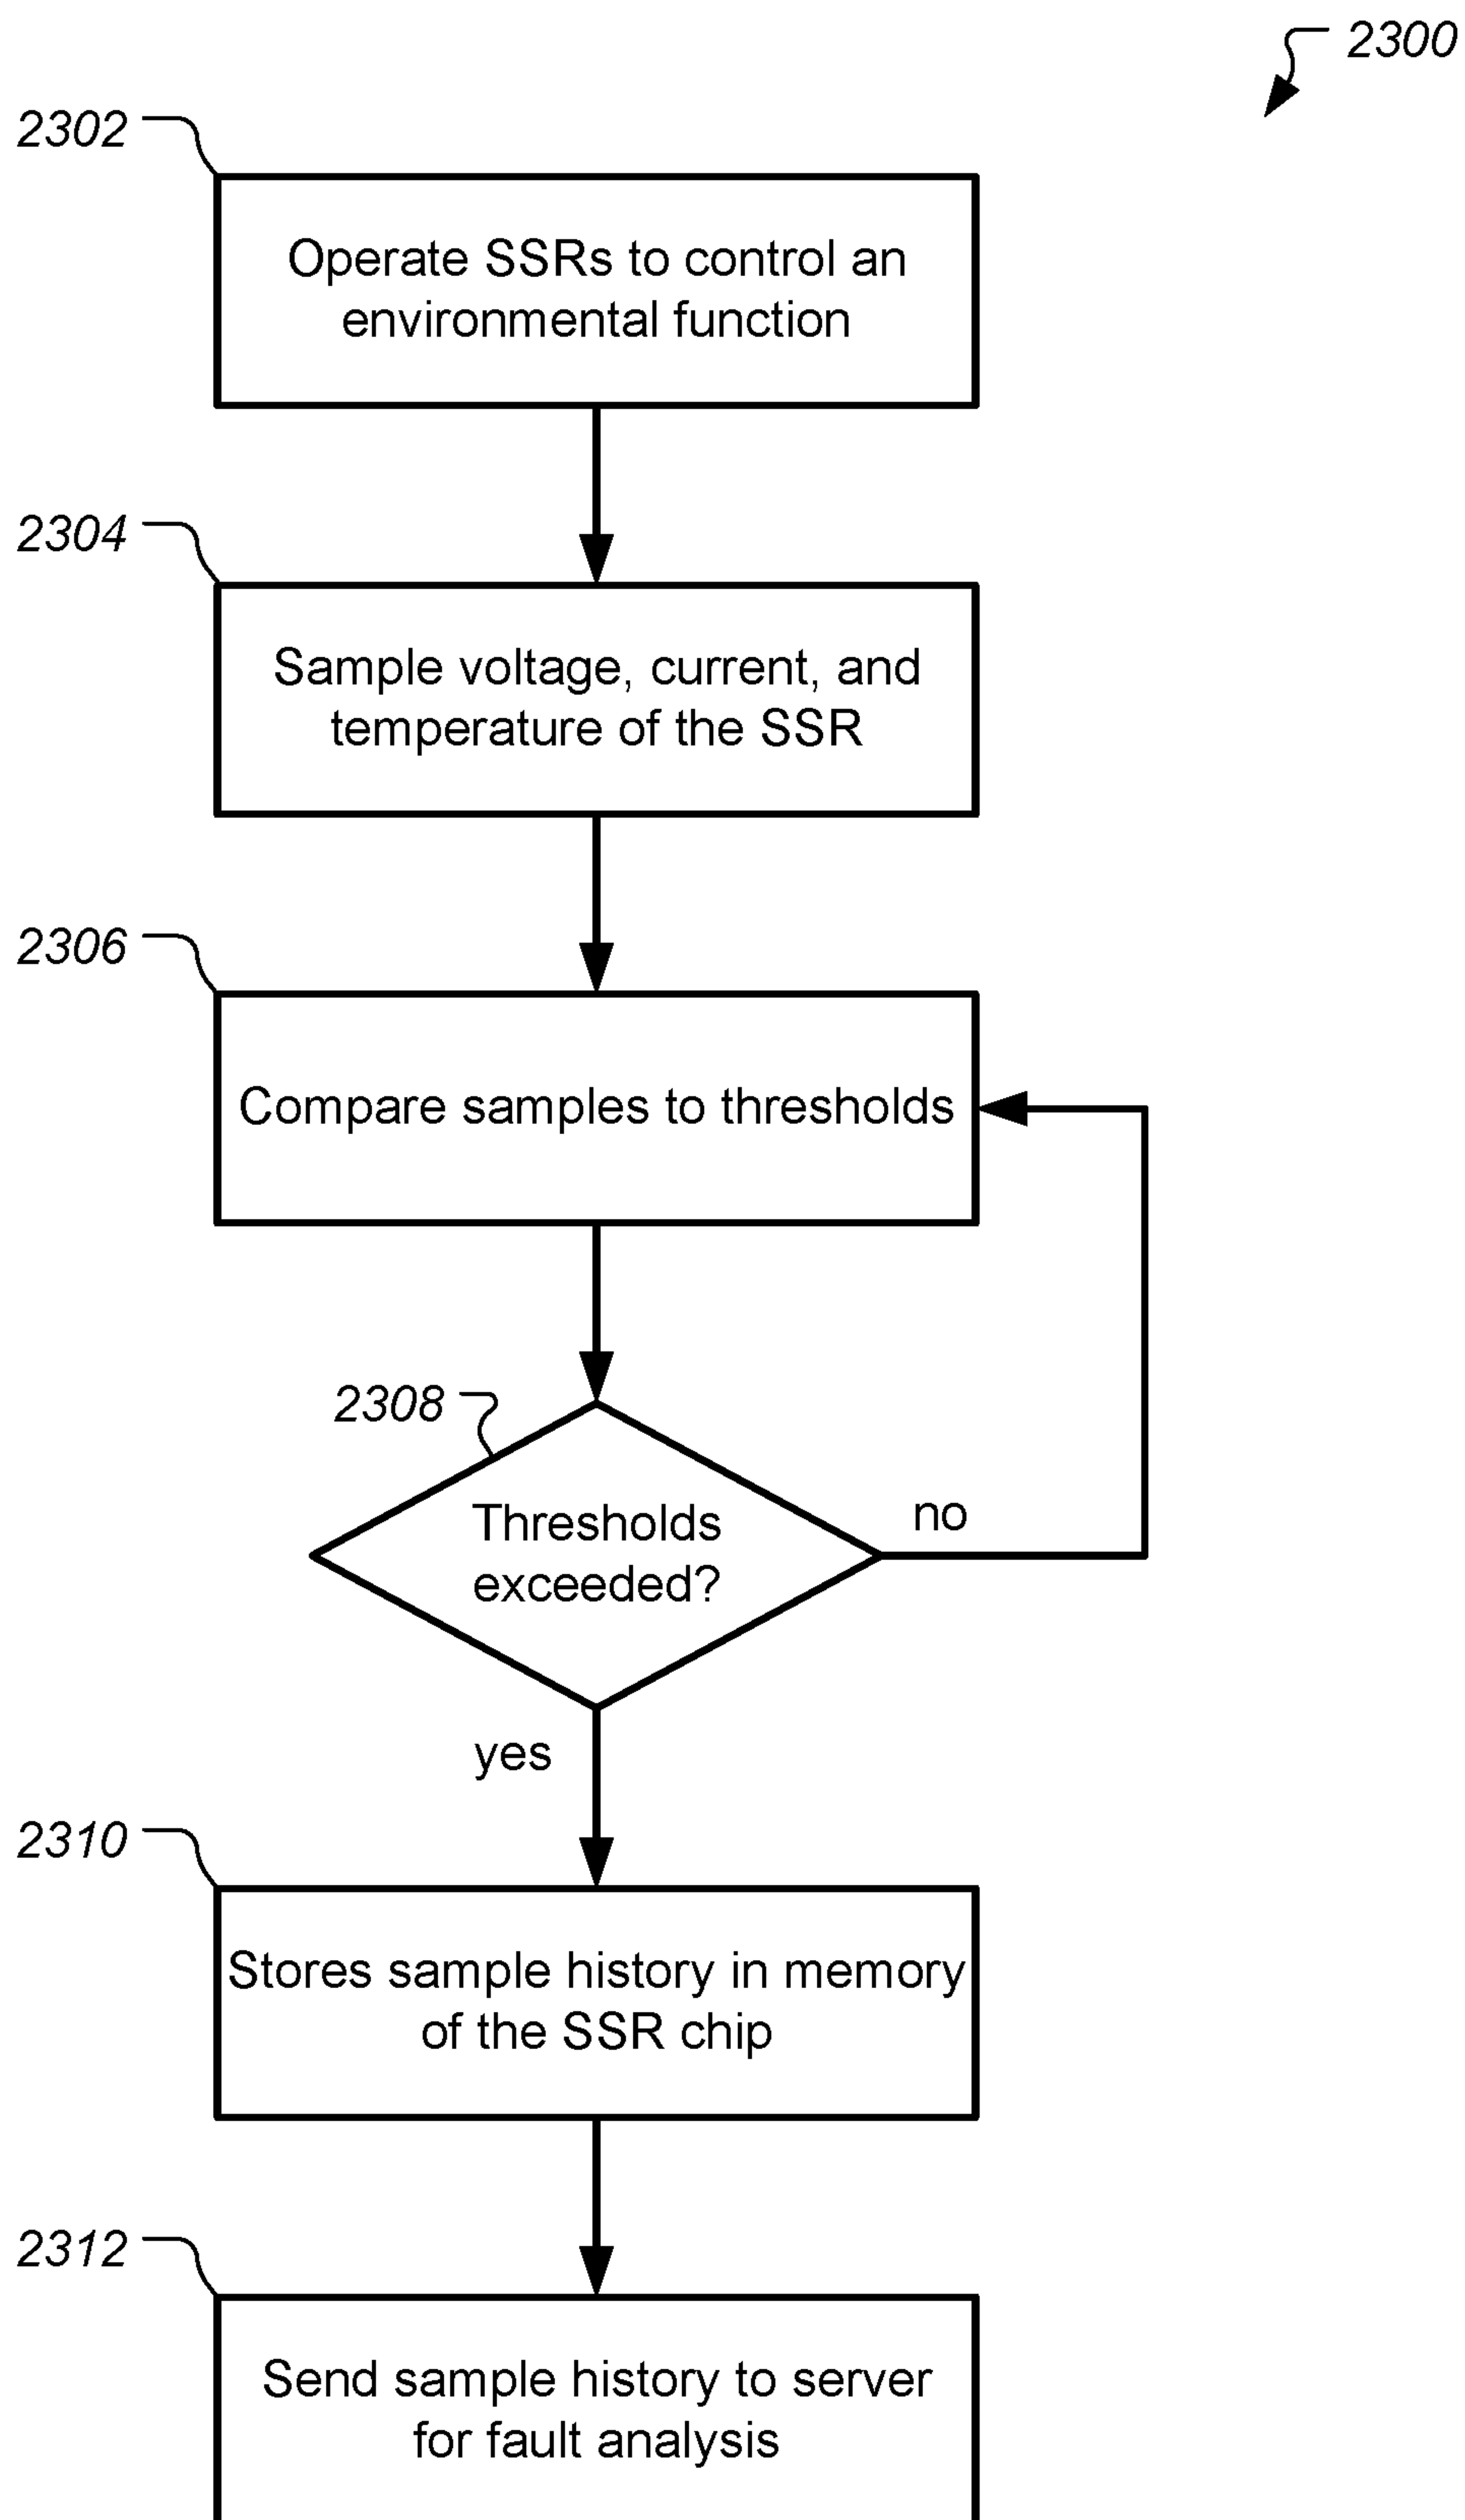 2300
2302
Operate SSRs to control an
environmental function
2304
Sample voltage, current, and
temperature of the SSR
2306
Compare samples to thresholds
2308
Thresholds
exceeded?
no
yes
2310
Stores sample history in memory
of the SSR chip
2312
Send sample history to server
for fault analysis